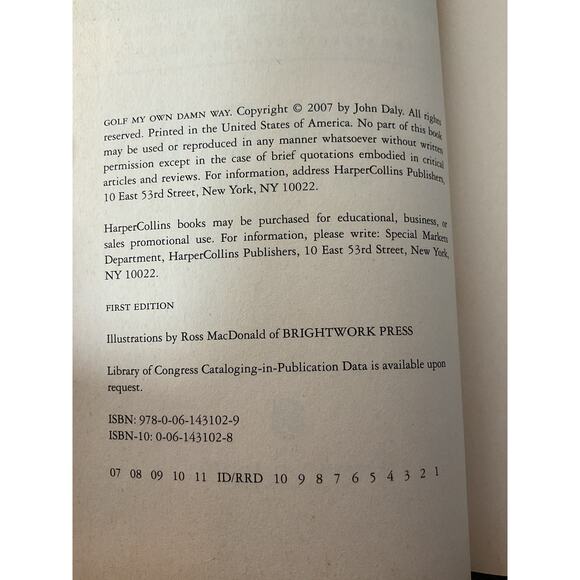 GOLF MY OWN DAMN WAY. Copyright © 2007 by John Daly. All rights
reserved. Printed in the United States of America. No part of this book
may be used or reproduced in any manner whatsoever without written
permission except in the case of brief quotations embodied in critical
articles and reviews. For information, address HarperCollins Publishers,
10 East 53rd Street, New York, NY 10022.
HarperCollins books may be purchased for educational, business, or
sales promotional use. For information, please write: Special Markets
Department, HarperCollins Publishers, 10 East 53rd Street, New York,
NY 10022.
FIRST EDITION
Illustrations by Ross MacDonald of BRIGHTWORK PRESS
Library of Congress Cataloging-in-Publication Data is available upon
request.
ISBN: 978-0-06-143102-9
ISBN-10: 0-06-143102-8
07 08 09 10 11 ID/RRD 10 9 8 7 6 5 4 3 2 1